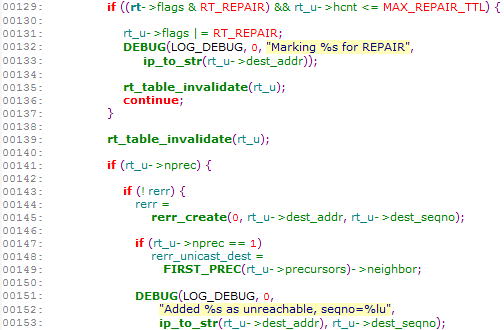 00129: if ((rt->flags & RT_REPAIR) && rt_u->hcnt <= MAX_REPAIR_TTL) {
00130:
00131: rt_u->flags |= RT_REPAIR;
00132: DEBUG(LOG_DEBUG, 0, "Marking %s for REPAIR",
00133: ip_to_str(rt_u->dest_addr));
00134:
00135: rt_table_invalidate(rt_u);
00136: continue;
00137: }
00138:
00139: rt_table_invalidate(rt_u);
00140:
00141: if (rt_u->nprec) {
00142:
00143: if (! rerr) {
00144: rerr =
00145: rerr_create(0, rt_u->dest_addr, rt_u->dest_seqno);
00146:
00147: if (rt_u->nprec == 1)
00148: rerr_unicast_dest =
00149: FIRST_PREC(rt_u->precursors)->neighbor;
00150:
00151: DEBUG(LOG_DEBUG, 0,
00152: "Added %s as unreachable, seqno=%lu",
00153: ip_to_str(rt_u->dest_addr), rt_u->dest_seqno);